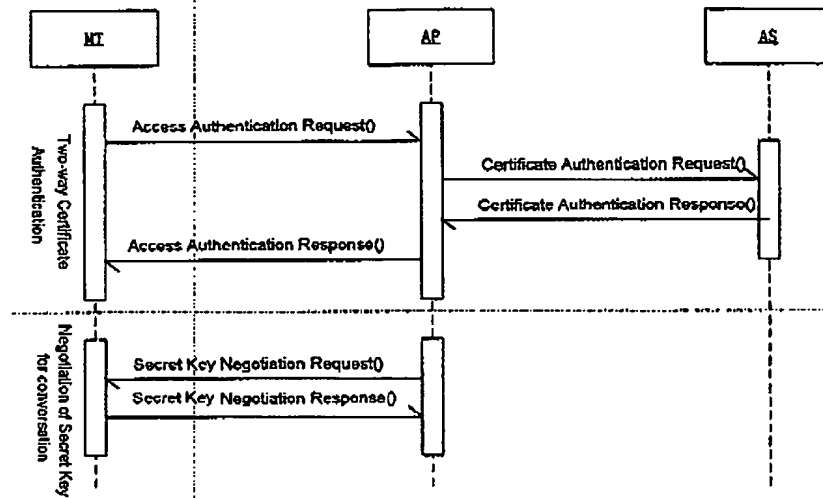 MT
AP
AS
Two-way Certificate
Authentication
Access Authentication Request()
Certificate Authentication Request()
Certificate Authentication Response()
Access Authentication Response()
Negotiation of Secret Key
for conversation
Secret Key Negotiation Request()
Secret Key Negotiation Response()